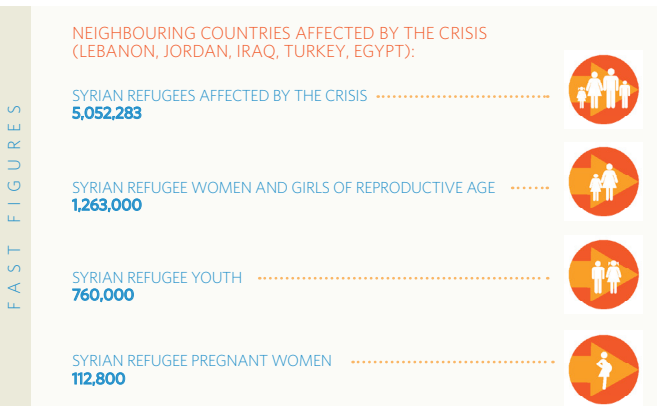 FAST FIGURES
NEIGHBOURING COUNTRIES AFFECTED BY THE CRISIS
(LEBANON, JORDAN, IRAQ, TURKEY, EGYPT):
SYRIAN REFUGEES AFFECTED BY THE CRISIS
5,052,283
SYRIAN REFUGEE WOMEN AND GIRLS OF REPRODUCTIVE AGE
1,263,000
SYRIAN REFUGEE YOUTH
760,000
SYRIAN REFUGEE PREGNANT WOMEN
112,800